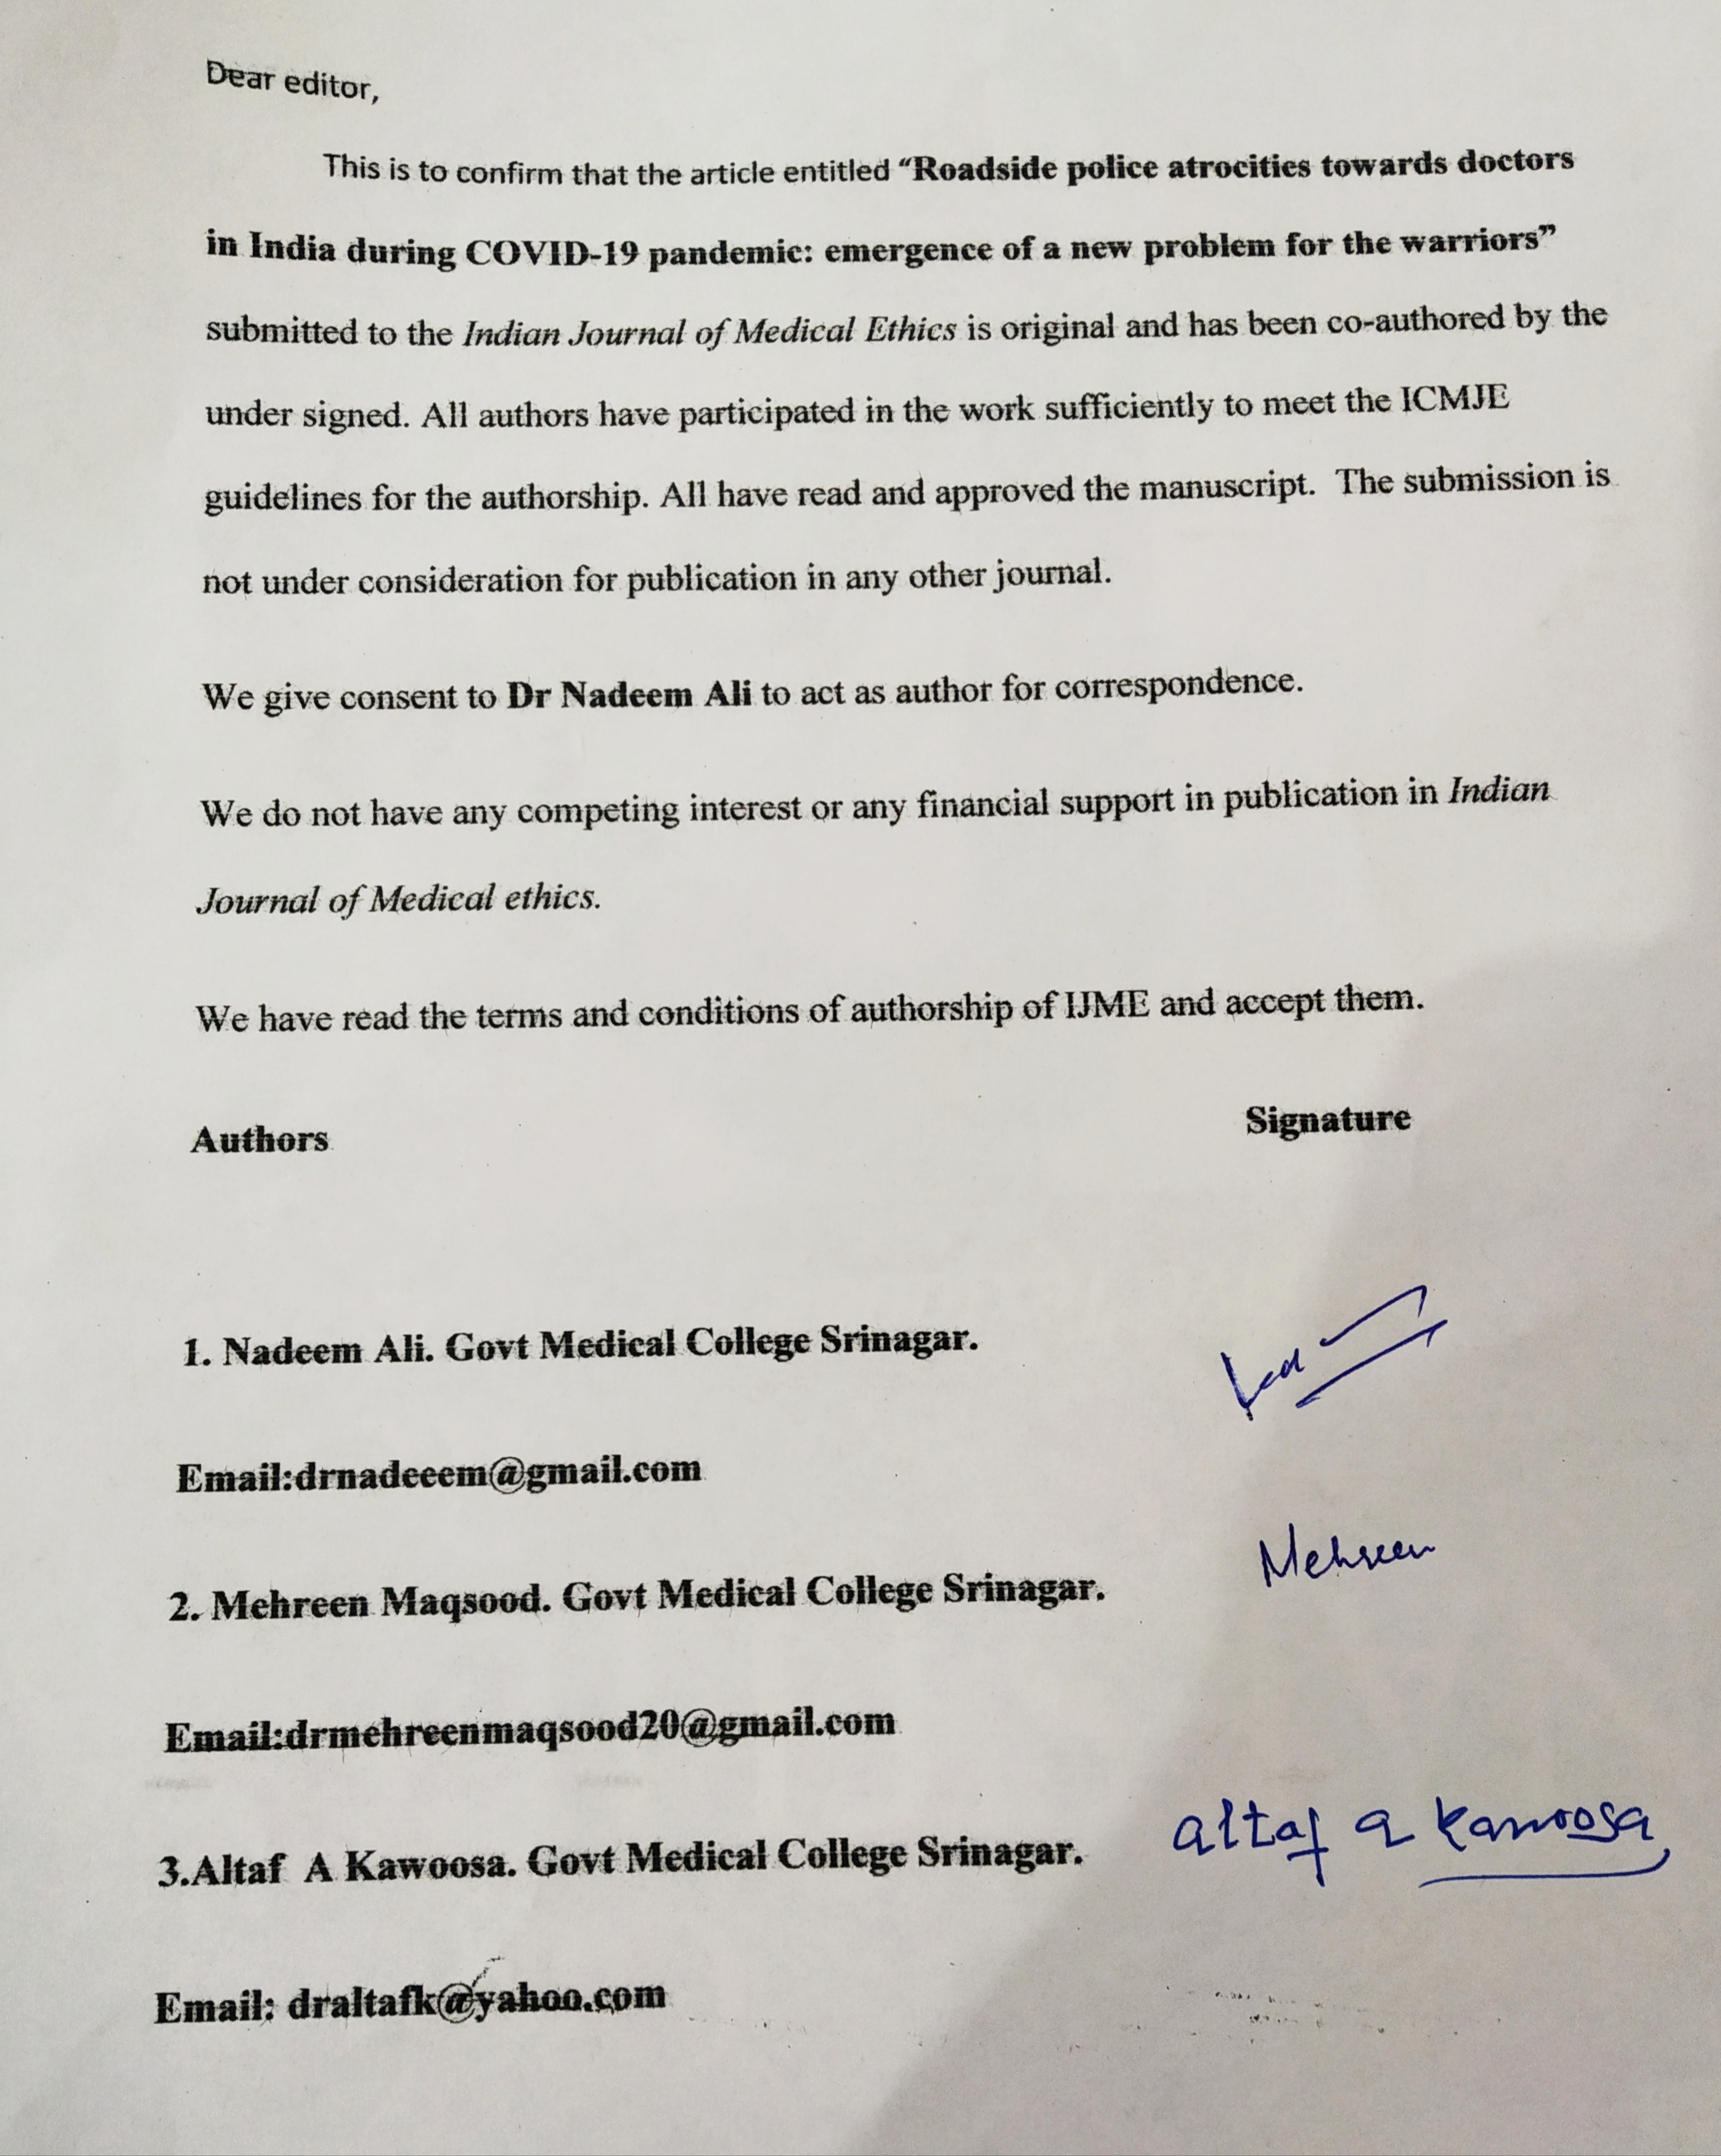 Dear editor,
This is to confirm that the article entitled “Roadside police atrocities towards doctors
in India during COVID-19 pandemic: emergence of a new problem for the warriors”
submitted to the Indian Journal of Medical Ethics is original and has been co-authored by the
under signed. All authors have participated in the work sufficiently to meet the ICMJE
guidelines for the authorship. All have read and approved the manuscript. The submission is
not under consideration for publication in any other journal.
We give consent to Dr Nadeem Ali to act as author for correspondence.
We do not have any competing interest or any financial support in publication in Indian
Journal of Medical ethics.
We have read the terms and conditions of authorship of IJME and accept them.
Authors Signature
1. Nadeem Ali. Govt Medical College Srinagar.
Email:drnadeeem@gmail.com
Mehreen
2. Mehreen Maqsood. Govt Medical College Srinagar.
Email:drmehreenmaqsood20@gmail.com
3.Altaf A Kawoosa. Govt Medical College Srinagar. altaf a kawoosa
Email: draltafk@yahoo.com